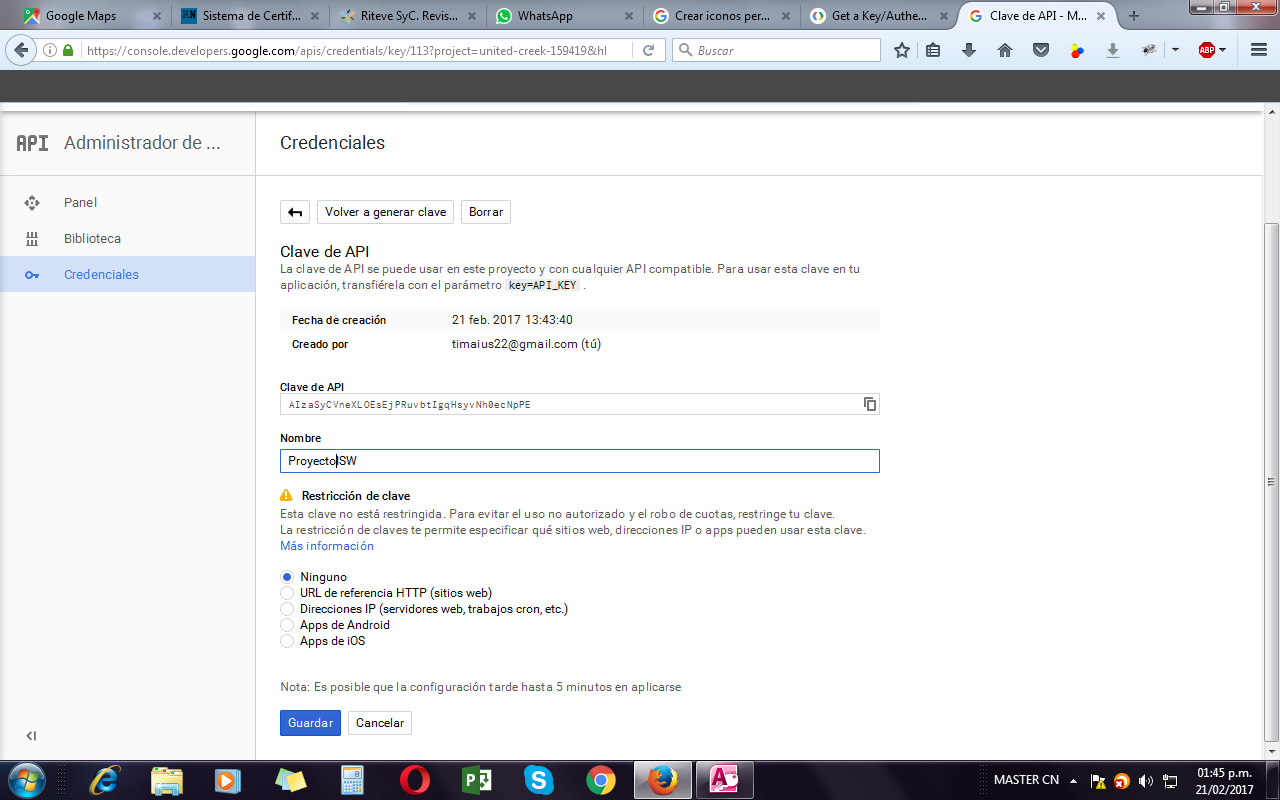 Google Maps
Sistema de Certif...
Riteve SyC. Revis...
WhatsApp
Crear iconos per...
Get a Key/Authe...
Clave de API - M...
https://console.developers.google.com/apis/credentials/key/113?project=united-creek-159419&hl
Buscar
ABP
API Administrador de ...
Credenciales
Panel
Biblioteca
Credenciales
Volver a generar clave
Borrar
Clave de API
La clave de API se puede usar en este proyecto y con cualquier API compatible. Para usar esta clave en tu
aplicación, transfiérela con el parámetro key=API_KEY .
Fecha de creación 21 feb. 2017 13:43:40
Creado por timaius22@gmail.com (tú)
Clave de API
AIzaSyCVneXLOEsEjPRuvbtIgqHsyvNh0ecNpPE
Nombre
ProyectoISW
Restricción de clave
Esta clave no está restringida. Para evitar el uso no autorizado y el robo de cuotas, restringe tu clave.
La restricción de claves te permite especificar qué sitios web, direcciones IP o apps pueden usar esta clave.
Más información
Ninguno
URL de referencia HTTP (sitios web)
Direcciones IP (servidores web, trabajos cron, etc.)
Apps de Android
Apps de iOS
Nota: Es posible que la configuración tarde hasta 5 minutos en aplicarse
Guardar
Cancelar
MASTER CN
01:45 p.m.
21/02/2017